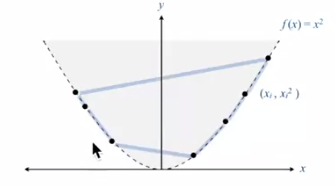 y
f(x) = x²
(xᵢ , xᵢ² )
x